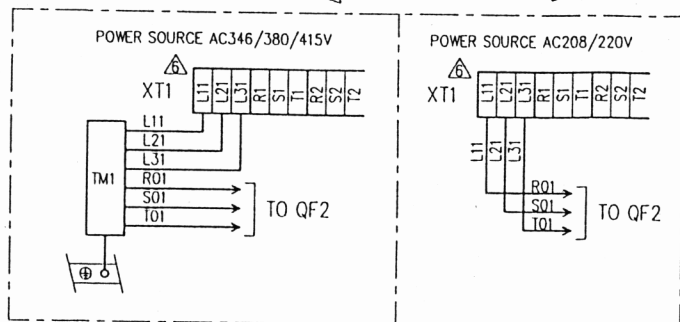 POWER SOURCE AC346/380/415V
6
XT1
L11 L21 L31 R1 S1 T1 R2 S2 T2
L11
L21
L31
TM1
R01
S01
T01
TO QF2
POWER SOURCE AC208/220V
6
XT1
L11 L21 L31 R1 S1 T1 R2 S2 T2
L11 L21 L31
R01
S01
T01
TO QF2